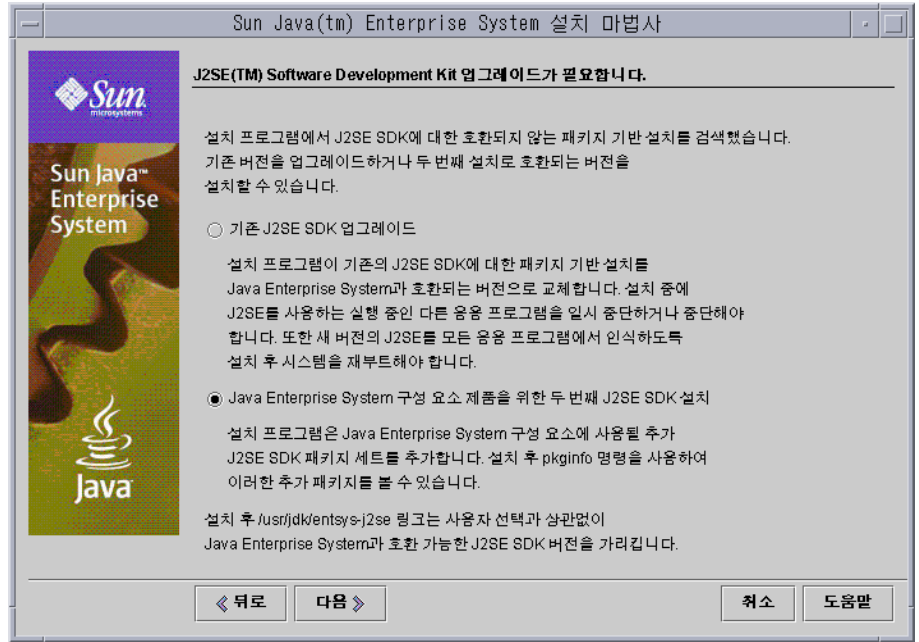 Sun Java(tm) Enterprise System 설치 마법사
Sun
microsystems
Sun Java™
Enterprise
System
Java
J2SE(TM) Software Development Kit 업그레이드가 필요합니다.
설치 프로그램에서 J2SE SDK에 대한 호환되지 않는 패키지 기반 설치를 검색했습니다.
기존 버전을 업그레이드하거나 두 번째 설치로 호환되는 버전을
설치할 수 있습니다.
기존 J2SE SDK 업그레이드
설치 프로그램이 기존의 J2SE SDK에 대한 패키지 기반 설치를
Java Enterprise System과 호환되는 버전으로 교체합니다. 설치 중에
J2SE를 사용하는 실행 중인 다른 응용 프로그램을 일시 중단하거나 중단해야
합니다. 또한 새 버전의 J2SE를 모든 응용 프로그램에서 인식하도록
설치 후 시스템을 재부트해야 합니다.
Java Enterprise System 구성 요소 제품을 위한 두 번째 J2SE SDK 설치
설치 프로그램은 Java Enterprise System 구성 요소에 사용될 추가
J2SE SDK 패키지 세트를 추가합니다. 설치 후 pkginfo 명령을 사용하여
이러한 추가 패키지를 볼 수 있습니다.
설치 후 /usr/jdk/entsys-j2se 링크는 사용자 선택과 상관없이
Java Enterprise System과 호환 가능한 J2SE SDK 버전을 가리킵니다.
뒤로
다음
취소
도움말